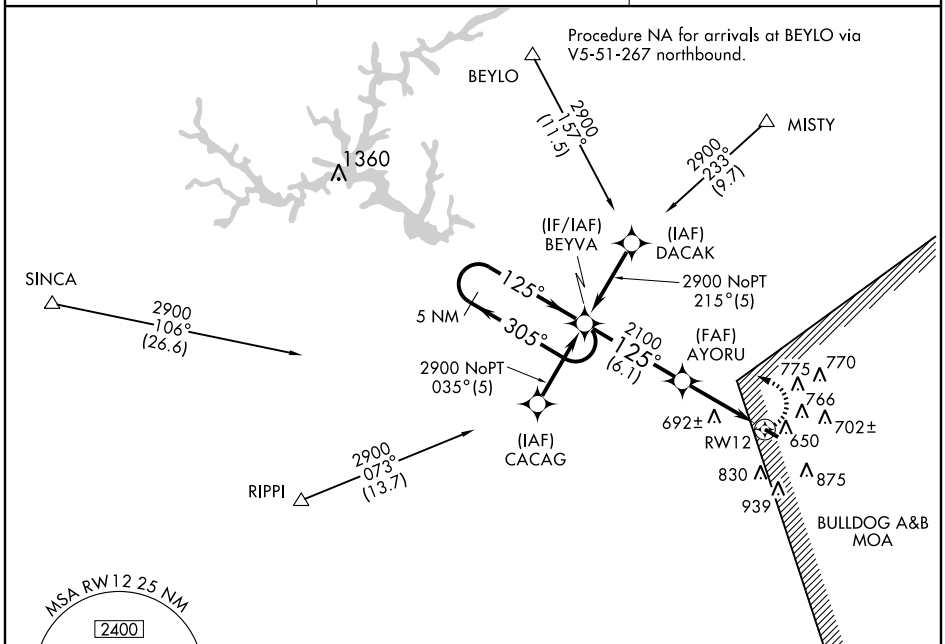 Procedure NA for arrivals at BEYLO via
V5-51-267 northbound.
BEYLO
2900
157°
(11.5)
MISTY
2900
233°
(9.7)
1360
(IF/IAF)
BEYVA
(IAF)
DACAK
SINCA
2900
106°
(26.6)
125°
5 NM
305°
2900 NoPT
215°(5)
2100
125°
(6.1)
(FAF)
AYORU
2900 NoPT
035°(5)
775
770
766
692±
702±
RW12
650
(IAF)
CACAG
2900
073°
(13.7)
RIPPI
830
875
939
BULLDOG A&B
MOA
MSA RW12 25 NM
2400